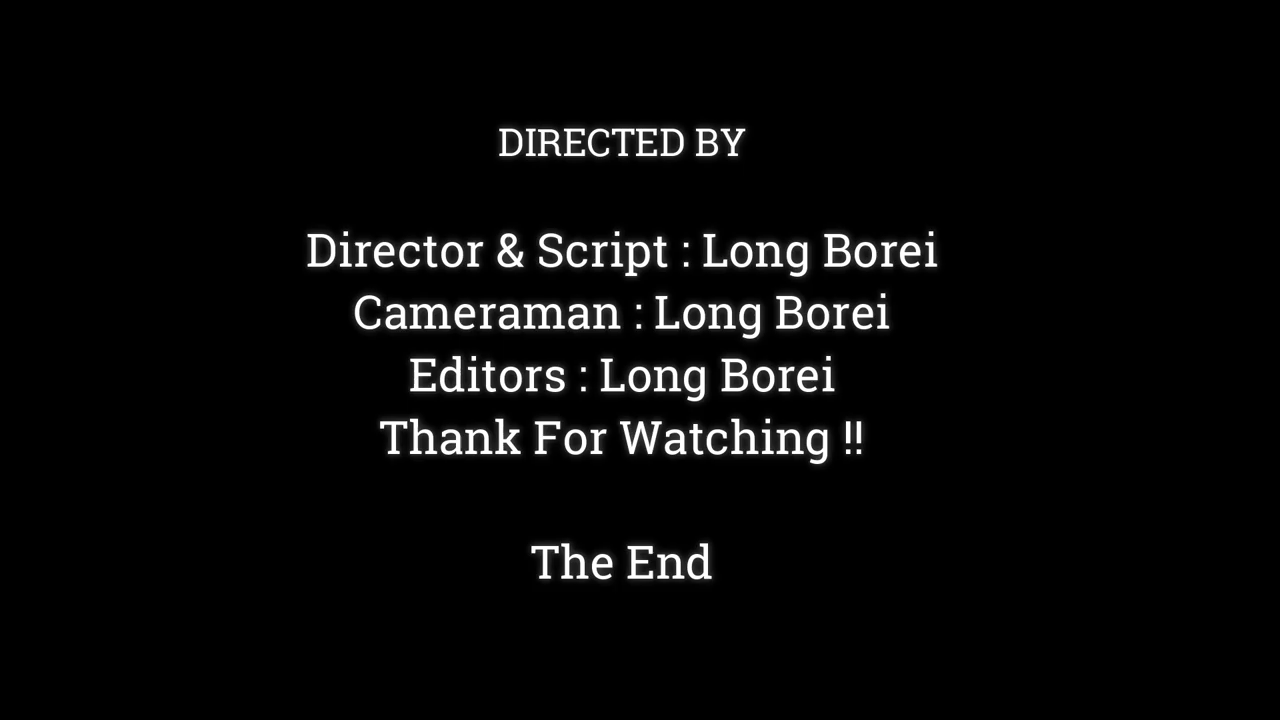 DIRECTED BY
Director & Script : Long Borei
Cameraman : Long Borei
Editors : Long Borei
Thank For Watching !!
The End